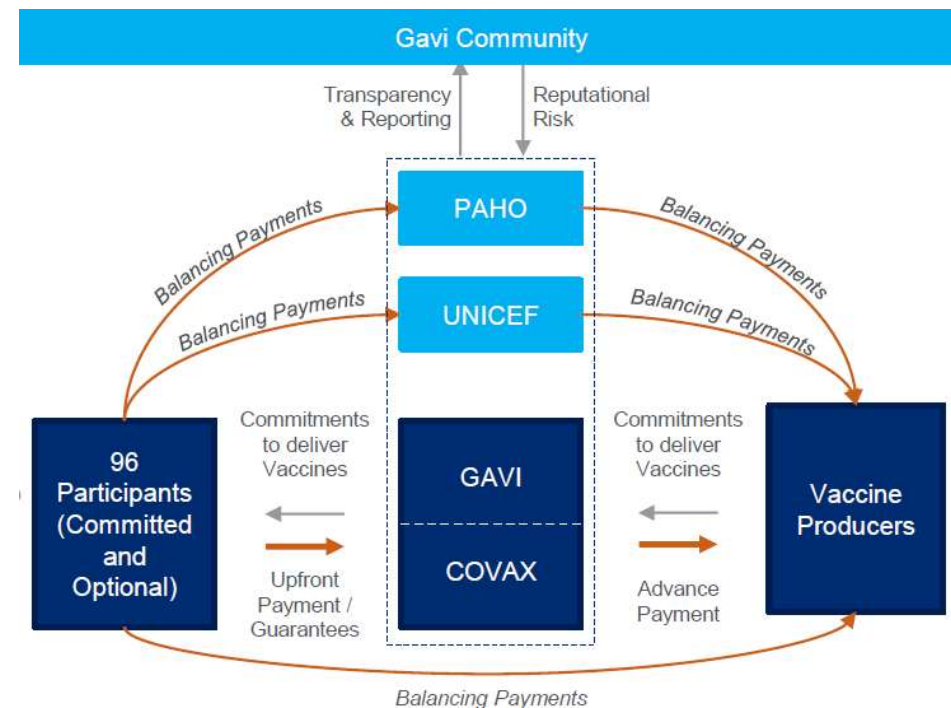 Gavi Community
Transparency
& Reporting
Reputational
Risk
PAHO
Balancing Payments
Balancing Payments
UNICEF
Balancing Payments
Balancing Payments
96
Participants
(Committed
and
Optional)
Commitments
to deliver
Vaccines
Upfront
Payment /
Guarantees
GAVI
COVAX
Commitments
to deliver
Vaccines
Advance
Payment
Vaccine
Producers
Balancing Payments